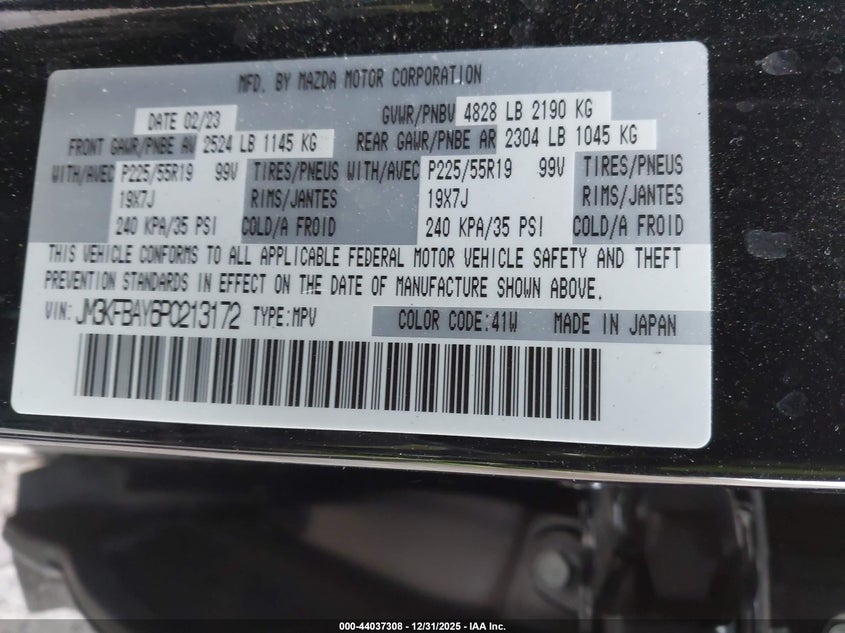 MFD. BY MAZDA MOTOR CORPORATION
DATE 02/23 GVWR/PNBV 4828 LB 2190 KG
FRONT GAWR/PNBE AV 2524 LB 1145 KG REAR GAWR/PNBE AR 2304 LB 1045 KG
WITH/AVEC P225/55R19 99V TIRES/PNEUS WITH/AVEC P225/55R19 99V TIRES/PNEUS
19X7J RIMS/JANTES 19X7J RIMS/JANTES
240 KPA/35 PSI COLD/A FROID 240 KPA/35 PSI COLD/A FROID
THIS VEHICLE CONFORMS TO ALL APPLICABLE FEDERAL MOTOR VEHICLE SAFETY AND THEFT
PREVENTION STANDARDS IN EFFECT ON THE DATE OF MANUFACTURE SHOWN ABOVE.
VIN: JM3KFBAY6P0213172 TYPE:MPV COLOR CODE:41W MADE IN JAPAN
000-44037308 - 12/31/2025 - IAA Inc.